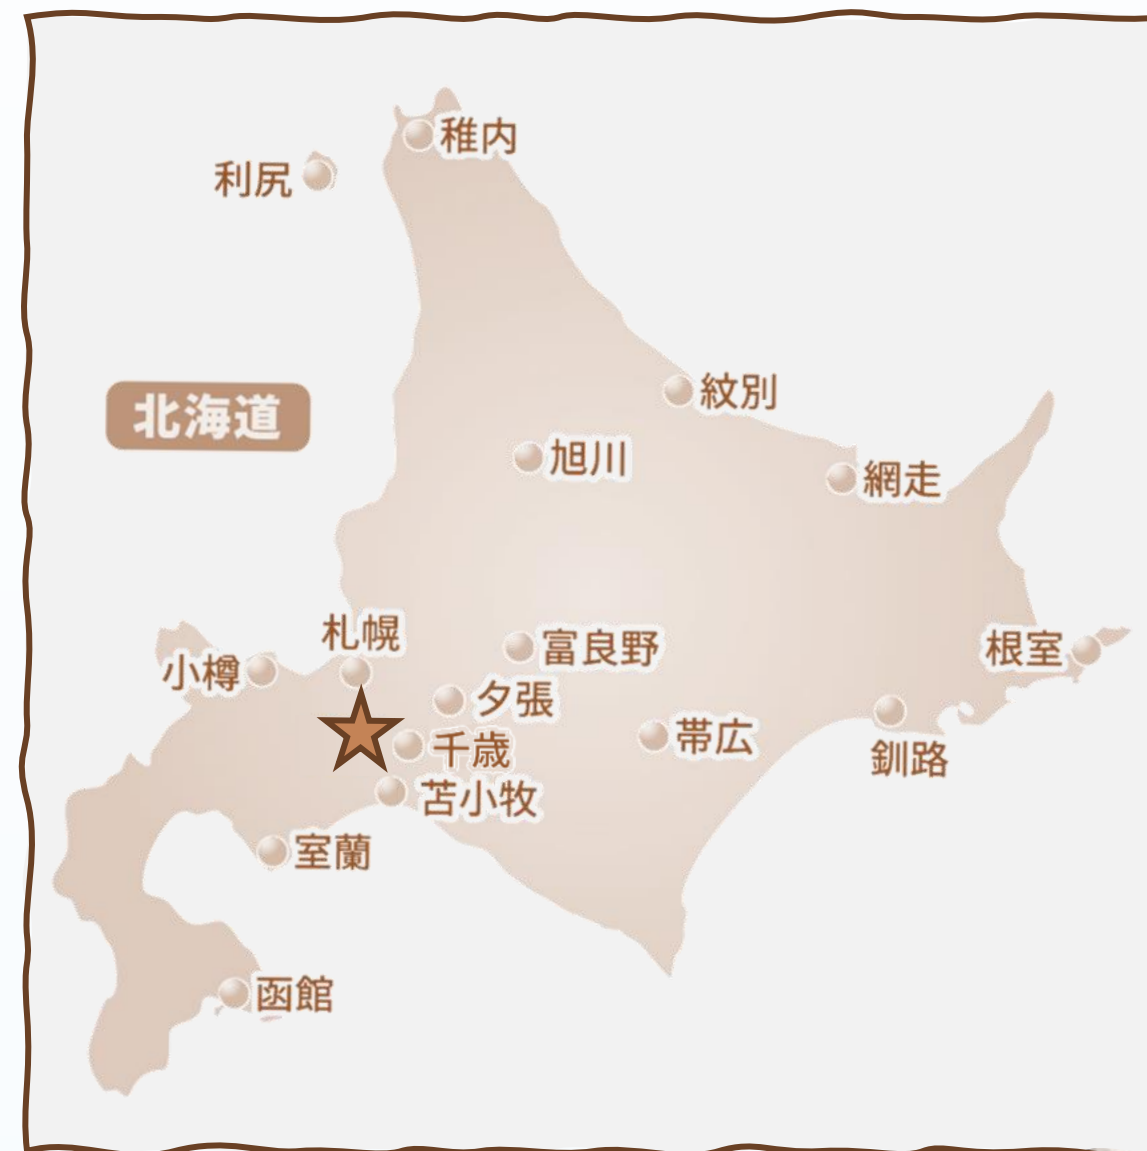 稚内
利尻
紋別
北海道
旭川
網走
札幌
小樽
富良野
根室
夕張
千歳
帯広
釧路
苫小牧
室蘭
函館